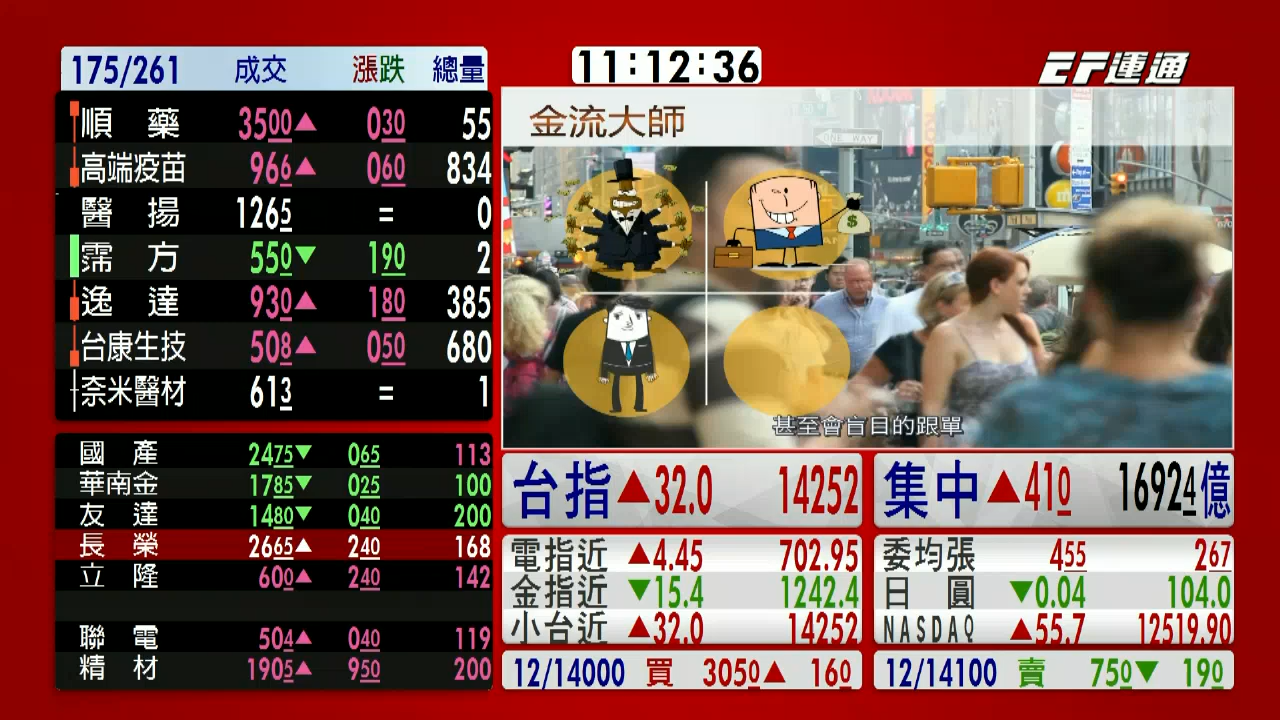 175/261 成交 漲跌 總量
11:12:36
EF運通
順藥 3500▲ 030 55
高端疫苗 966▲ 060 834
醫揚 1265 = 0
霈方 550▼ 190 2
逸達 930▲ 180 385
台康生技 508▲ 050 680
奈米醫材 613 = 1
金流大師
ONE WAY
$
甚至會盲目的跟單
國產 2475▼ 065 113
華南金 1785▼ 025 100
友達 1480▼ 040 200
長榮 2665▲ 240 168
立隆 600▲ 240 142
聯電 504▲ 040 119
精材 1905▲ 950 200
台指▲32.0 14252
集中▲410 16924億
電指近 ▲4.45 702.95
金指近 ▼15.4 1242.4
小台近 ▲32.0 14252
委均張 455 267
日圓 ▼0.04 104.0
NASDAQ ▲55.7 12519.90
12/14000 買 3050▲ 160
12/14100 賣 750▼ 190